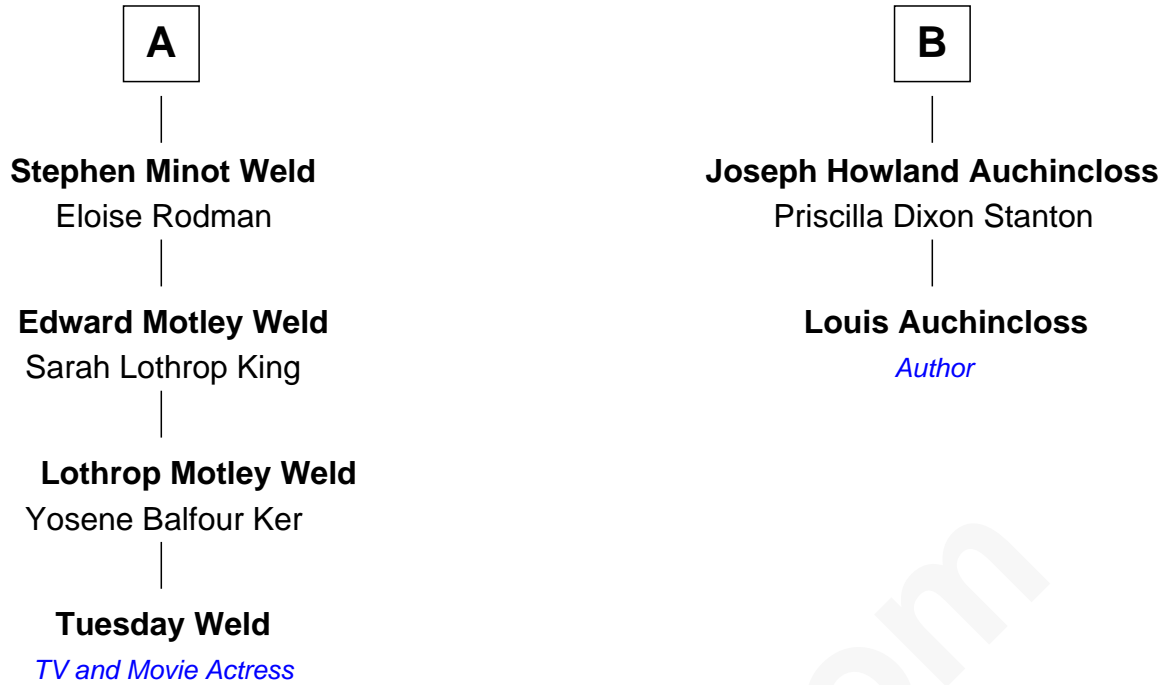 A
Stephen Minot Weld
Eloise Rodman
Edward Motley Weld
Sarah Lothrop King
Lothrop Motley Weld
Yosene Balfour Ker
Tuesday Weld
TV and Movie Actress
B
Joseph Howland Auchincloss
Priscilla Dixon Stanton
Louis Auchincloss
Author
om